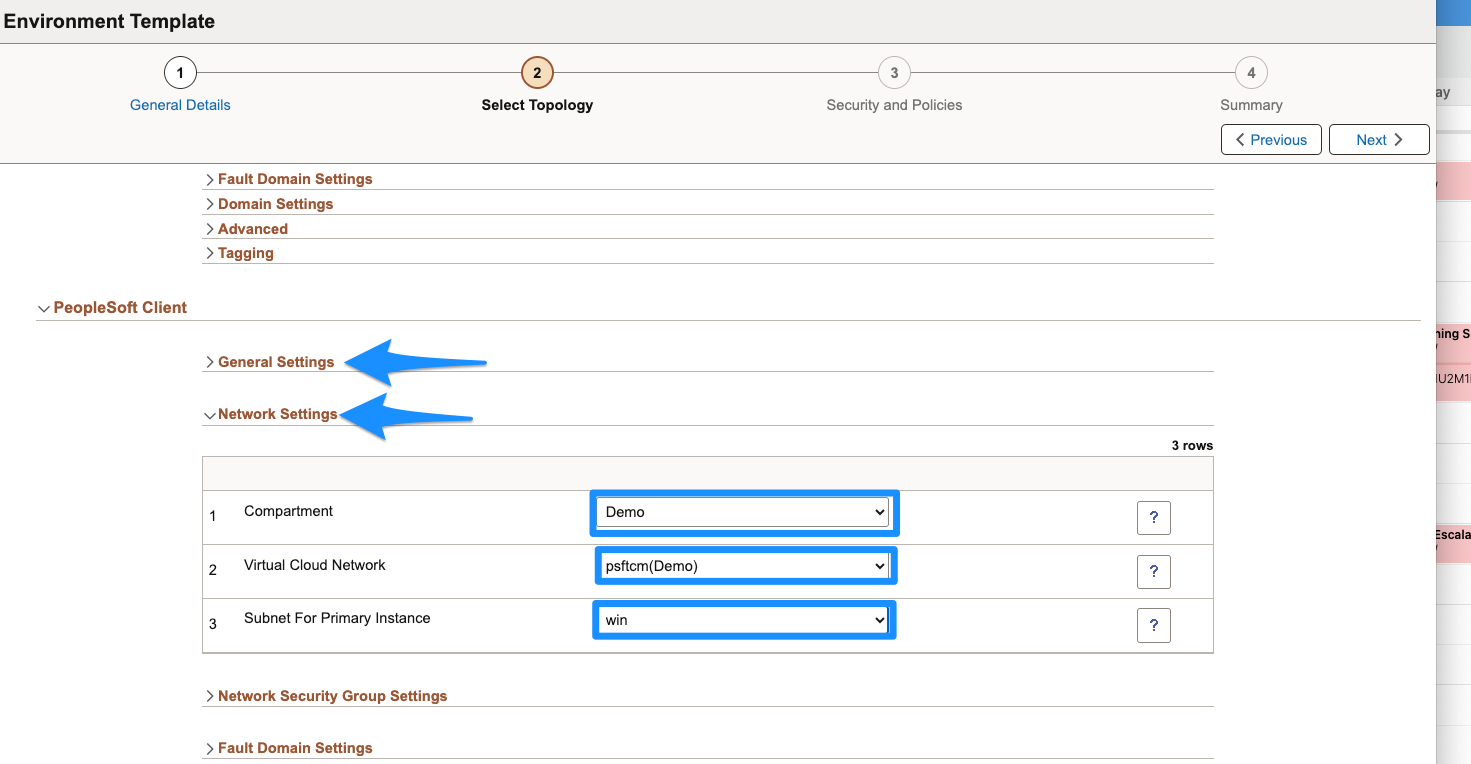 Environment Template
1
2
3
4
General Details
Select Topology
Security and Policies
Summary
ay
Previous
Next
Fault Domain Settings
Domain Settings
Advanced
Tagging
PeopleSoft Client
ning S
General Settings
IU2M1
Network Settings
3 rows
1 Compartment Demo ?
Escala
2 Virtual Cloud Network psftcm(Demo) ?
3 Subnet For Primary Instance win ?
Network Security Group Settings
Fault Domain Settings